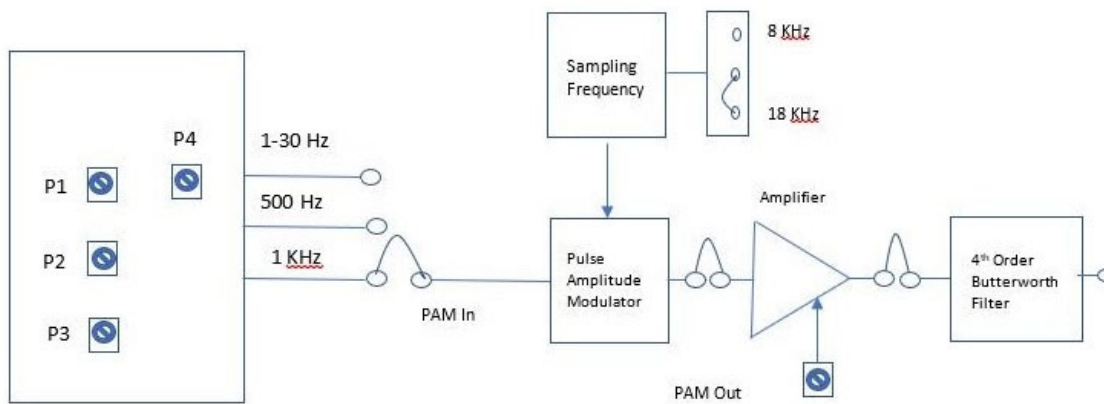 8 KHz
Sampling
Frequency
18 KHz
P4
1-30 Hz
P1
500 Hz
Amplifier
P2
1 KHz
Pulse
Amplitude
Modulator
4th Order
Butterworth
Filter
PAM In
P3
PAM Out